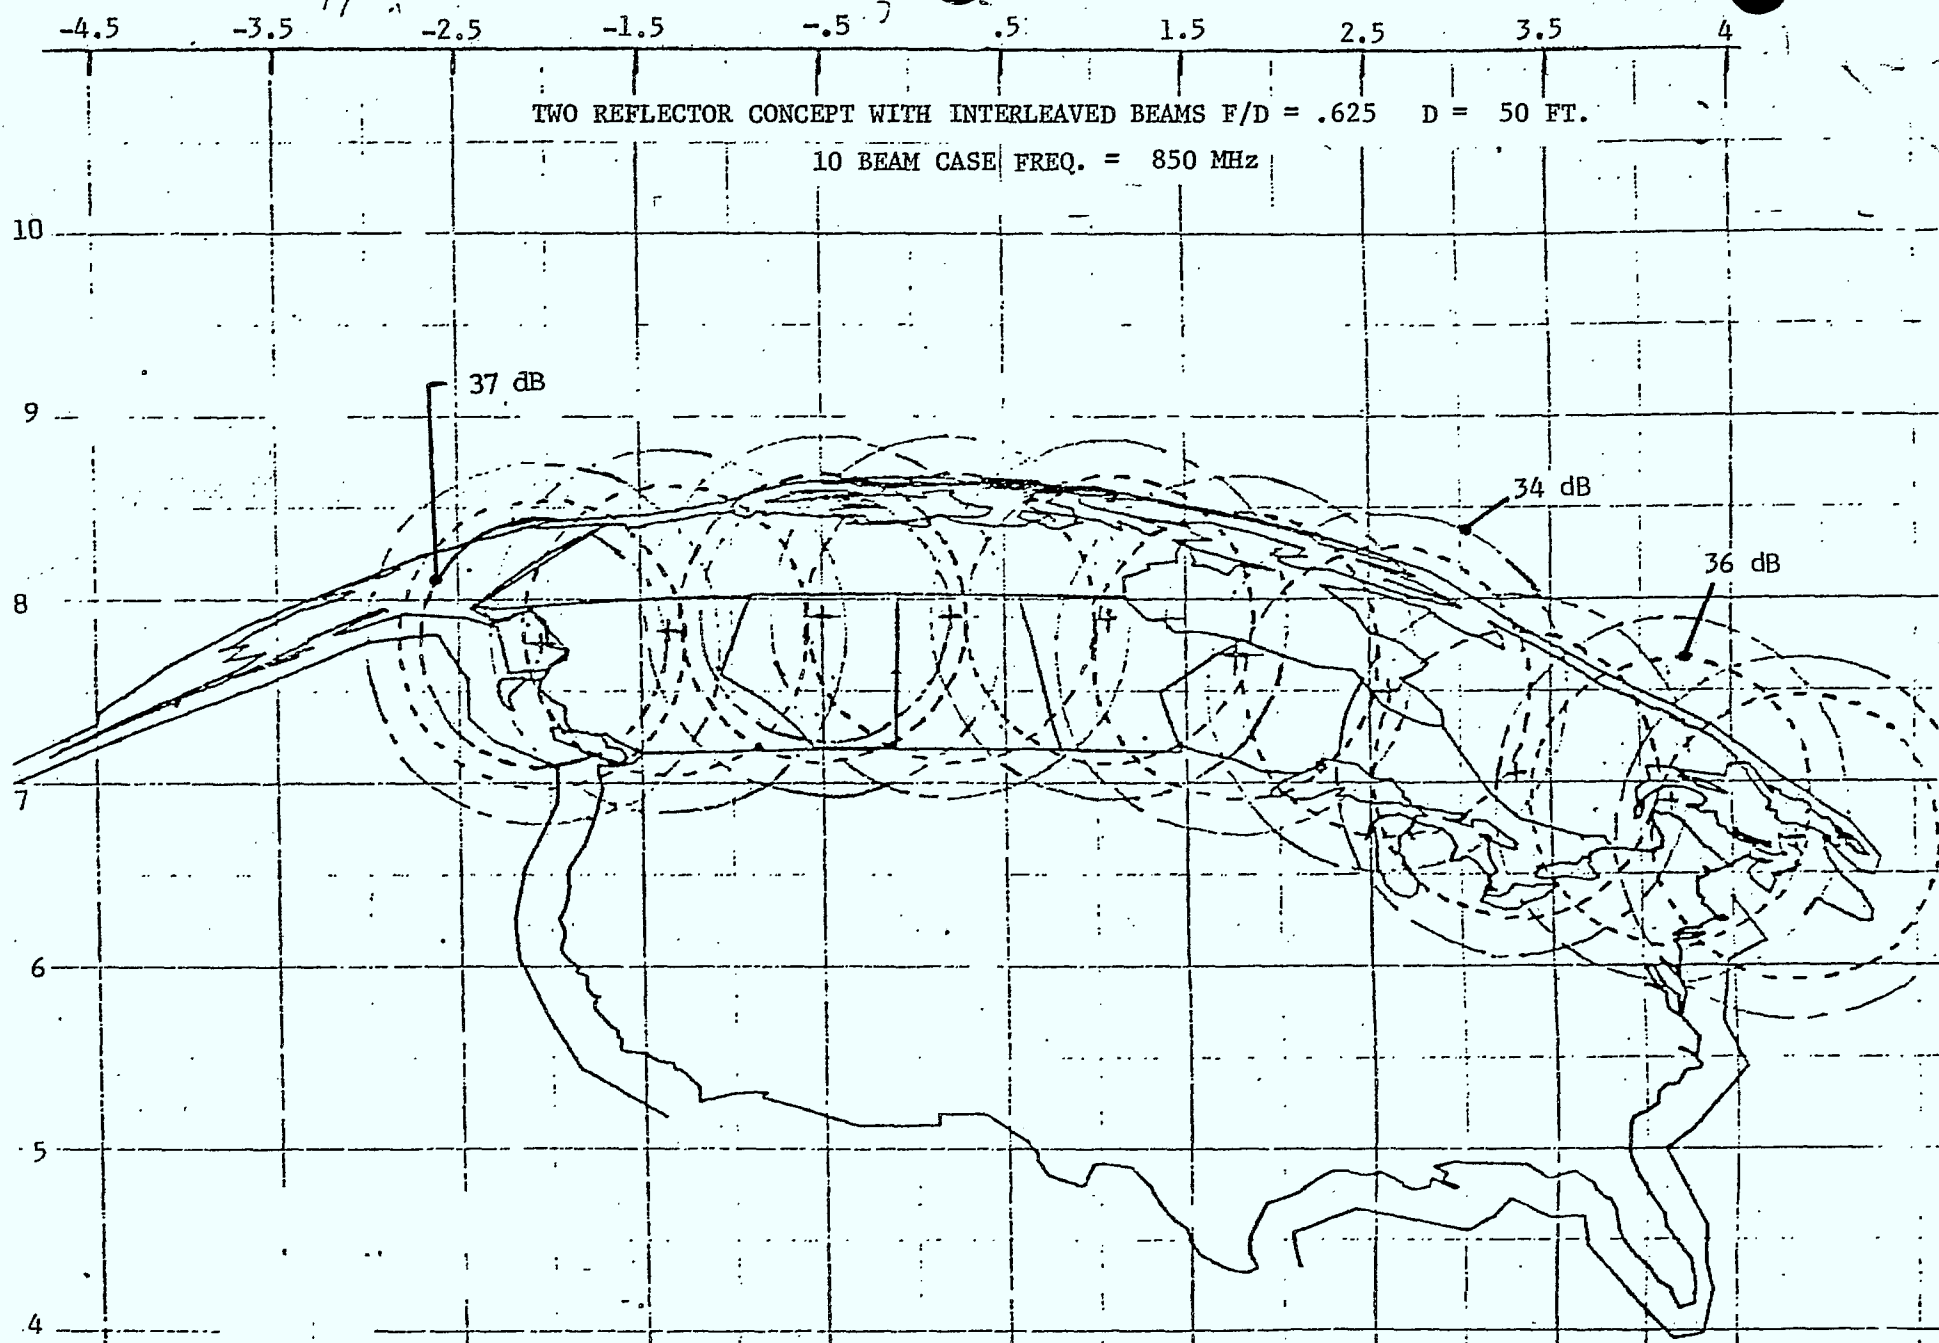 -4.5 -3.5 -2.5 -1.5 -.5 .5 1.5 2.5 3.5 4
TWO REFLECTOR CONCEPT WITH INTERLEAVED BEAMS F/D = .625 D = 50 FT.
10 BEAM CASE FREQ. = 850 MHz
10
37 dB
9
34 dB
36 dB
8
7
6
5
4